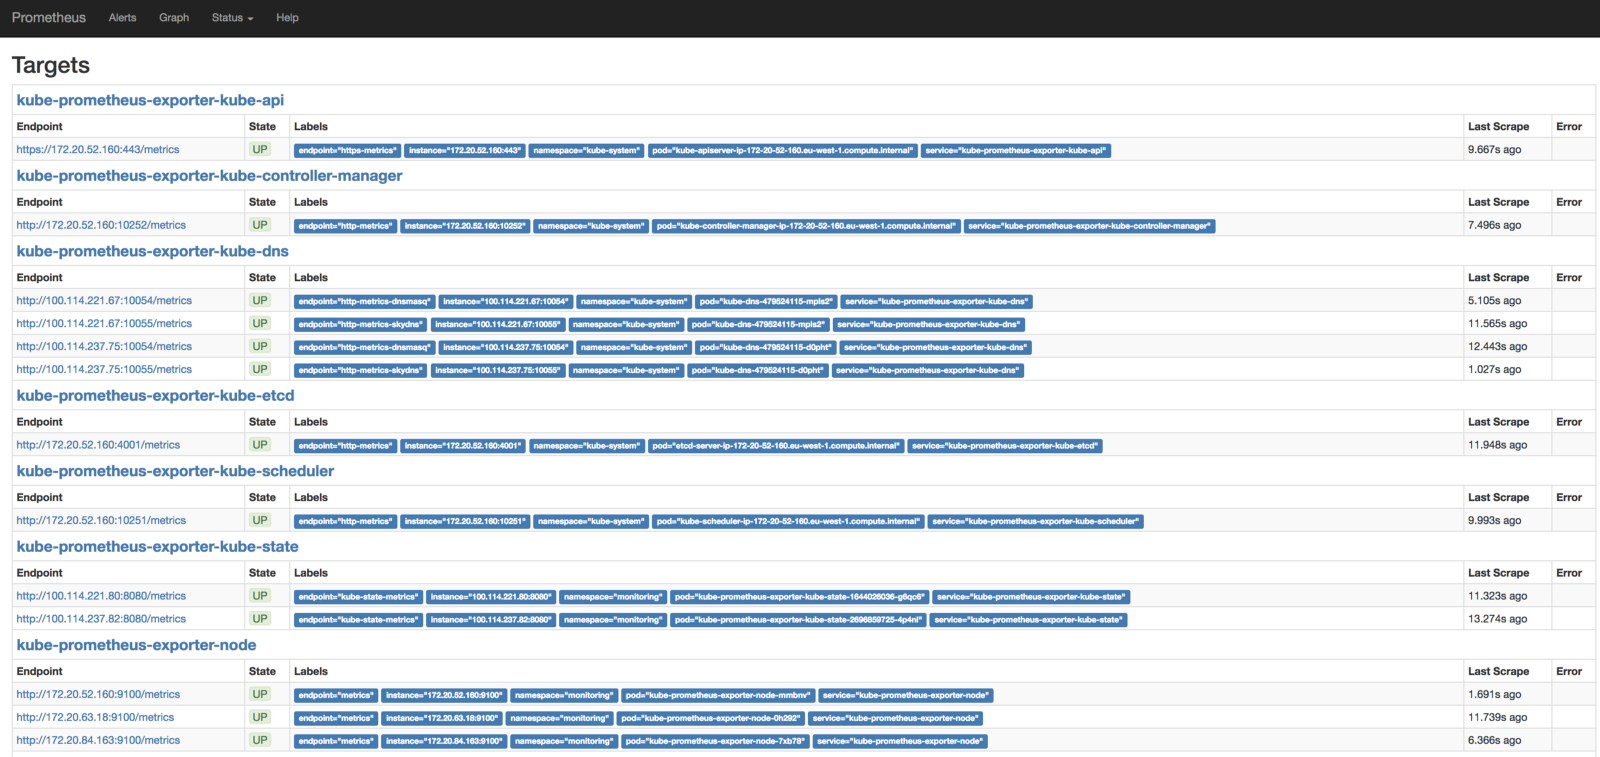 Prometheus Alerts Graph Status Help
Targets
kube-prometheus-exporter-kube-api
Endpoint State Labels Last Scrape Error
https://172.20.52.160:443/metrics UP endpoint="https-metrics" instance="172.20.52.160:443" namespace="kube-system" pod="kube-apiserver-ip-172-20-52-160.eu-west-1.compute.internal" service="kube-prometheus-exporter-kube-api" 9.667s ago
kube-prometheus-exporter-kube-controller-manager
Endpoint State Labels Last Scrape Error
http://172.20.52.160:10252/metrics UP endpoint="http-metrics" instance="172.20.52.160:10252" namespace="kube-system" pod="kube-controller-manager-ip-172-20-52-160.eu-west-1.compute.internal" service="kube-prometheus-exporter-kube-controller-manager" 7.496s ago
kube-prometheus-exporter-kube-dns
Endpoint State Labels Last Scrape Error
http://100.114.221.67:10054/metrics UP endpoint="http-metrics-dnsmasq" instance="100.114.221.67:10054" namespace="kube-system" pod="kube-dns-479524115-mpls2" service="kube-prometheus-exporter-kube-dns" 5.105s ago
http://100.114.221.67:10055/metrics UP endpoint="http-metrics-skydns" instance="100.114.221.67:10055" namespace="kube-system" pod="kube-dns-479524115-mpls2" service="kube-prometheus-exporter-kube-dns" 11.565s ago
http://100.114.237.75:10054/metrics UP endpoint="http-metrics-dnsmasq" instance="100.114.237.75:10054" namespace="kube-system" pod="kube-dns-479524115-d0pht" service="kube-prometheus-exporter-kube-dns" 12.443s ago
http://100.114.237.75:10055/metrics UP endpoint="http-metrics-skydns" instance="100.114.237.75:10055" namespace="kube-system" pod="kube-dns-479524115-d0pht" service="kube-prometheus-exporter-kube-dns" 1.027s ago
kube-prometheus-exporter-kube-etcd
Endpoint State Labels Last Scrape Error
http://172.20.52.160:4001/metrics UP endpoint="http-metrics" instance="172.20.52.160:4001" namespace="kube-system" pod="etcd-server-ip-172-20-52-160.eu-west-1.compute.internal" service="kube-prometheus-exporter-kube-etcd" 11.948s ago
kube-prometheus-exporter-kube-scheduler
Endpoint State Labels Last Scrape Error
http://172.20.52.160:10251/metrics UP endpoint="http-metrics" instance="172.20.52.160:10251" namespace="kube-system" pod="kube-scheduler-ip-172-20-52-160.eu-west-1.compute.internal" service="kube-prometheus-exporter-kube-scheduler" 9.993s ago
kube-prometheus-exporter-kube-state
Endpoint State Labels Last Scrape Error
http://100.114.221.80:8080/metrics UP endpoint="kube-state-metrics" instance="100.114.221.80:8080" namespace="monitoring" pod="kube-prometheus-exporter-kube-state-1644026036-g6qc6" service="kube-prometheus-exporter-kube-state" 11.323s ago
http://100.114.237.82:8080/metrics UP endpoint="kube-state-metrics" instance="100.114.237.82:8080" namespace="monitoring" pod="kube-prometheus-exporter-kube-state-2696859725-4p4nl" service="kube-prometheus-exporter-kube-state" 13.274s ago
kube-prometheus-exporter-node
Endpoint State Labels Last Scrape Error
http://172.20.52.160:9100/metrics UP endpoint="metrics" instance="172.20.52.160:9100" namespace="monitoring" pod="kube-prometheus-exporter-node-mmbnv" service="kube-prometheus-exporter-node" 1.691s ago
http://172.20.63.18:9100/metrics UP endpoint="metrics" instance="172.20.63.18:9100" namespace="monitoring" pod="kube-prometheus-exporter-node-0h292" service="kube-prometheus-exporter-node" 11.739s ago
http://172.20.84.163:9100/metrics UP endpoint="metrics" instance="172.20.84.163:9100" namespace="monitoring" pod="kube-prometheus-exporter-node-7xb78" service="kube-prometheus-exporter-node" 6.366s ago